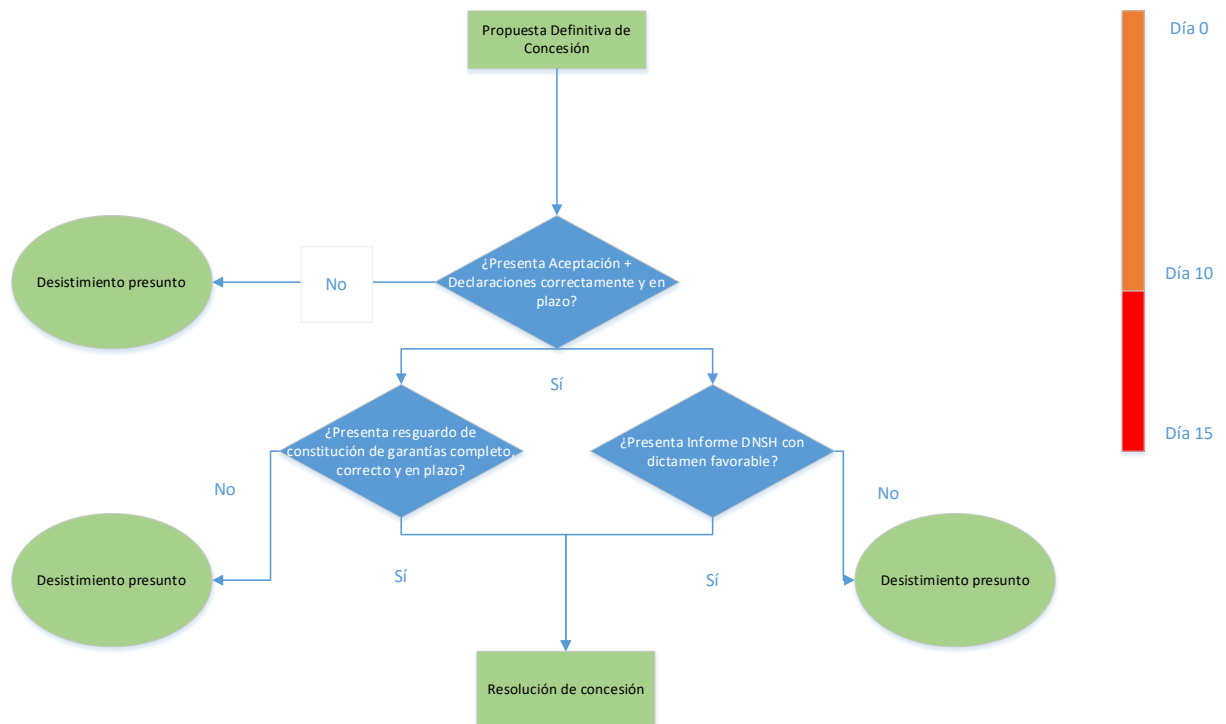 Propuesta Definitiva de
Concesión
Día 0
¿Presenta Aceptación +
Declaraciones correctamente y en
plazo?
No
Desistimiento presunto
Día 10
Sí
¿Presenta resguardo de
constitución de garantías completo,
correcto y en plazo?
¿Presenta Informe DNSH con
dictamen favorable?
Día 15
No
No
Desistimiento presunto
Sí
Sí
Desistimiento presunto
Resolución de concesión